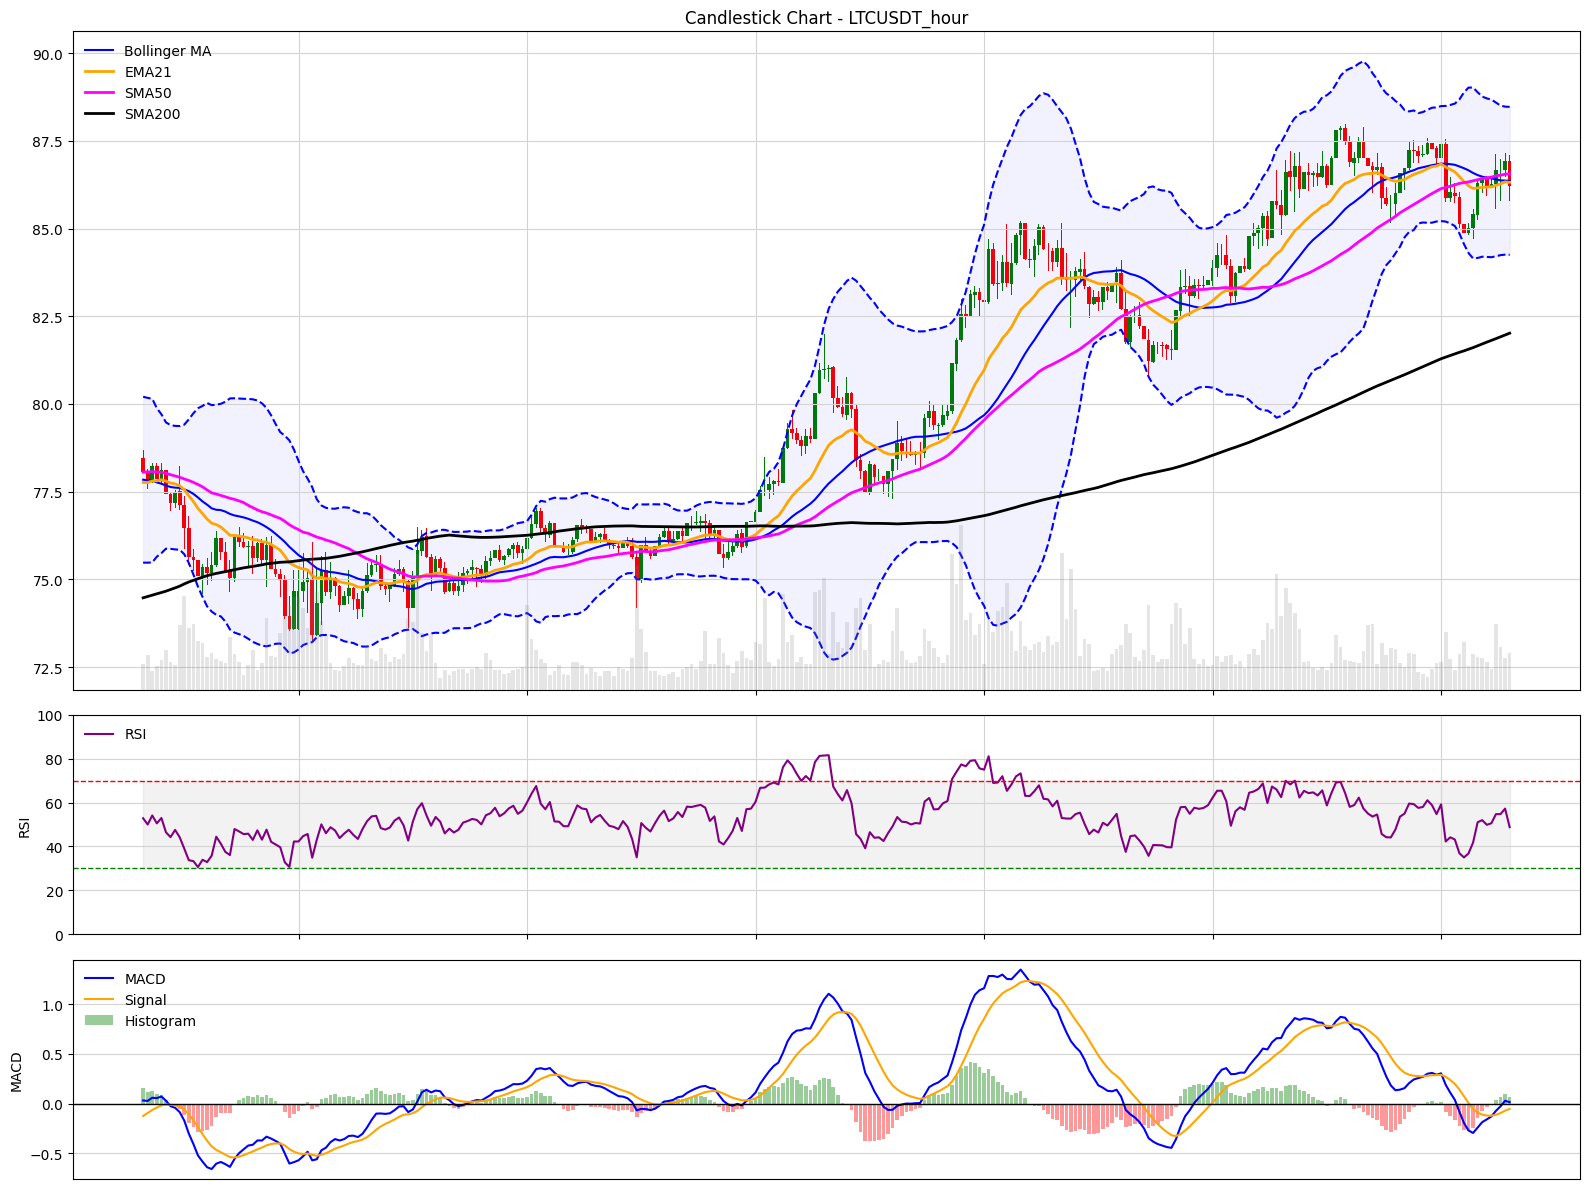 Candlestick Chart - LTCUSDT_hour
Bollinger MA
EMA21
SMA50
SMA200
90.0
87.5
85.0
82.5
80.0
77.5
75.0
72.5
RSI
RSI
100
80
60
40
20
0
MACD
Signal
Histogram
MACD
1.0
0.5
0.0
−0.5